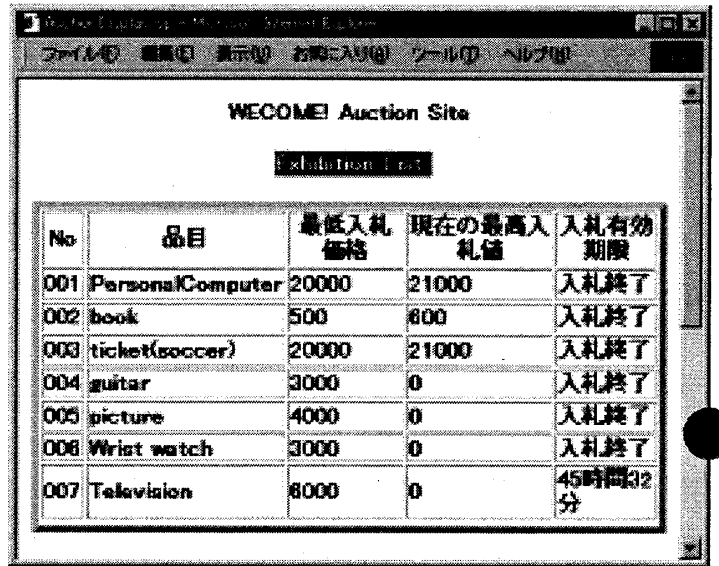 ファイル(F) 編集(E) 表示(V) お気に入り(A) ツール(T) ヘルプ(H)
WECOME! Auction Site
Exhibition List
No 品目 最低入札価格 現在の最高入札値 入札有効期限
001 PersonalComputer 20000 21000 入札終了
002 book 500 600 入札終了
003 ticket(soccer) 20000 21000 入札終了
004 guitar 3000 0 入札終了
005 picture 4000 0 入札終了
006 Wrist watch 3000 0 入札終了
007 Television 6000 0 45時間32分